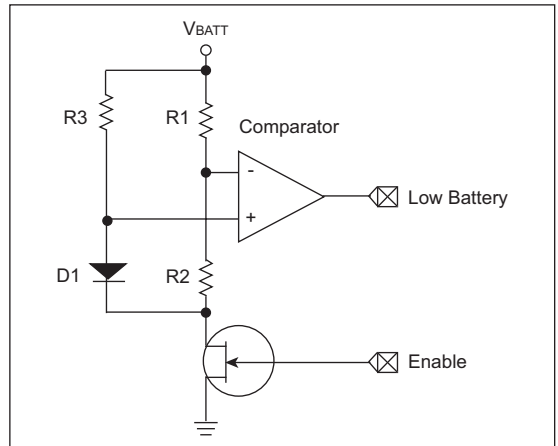 VBATT
R3
R1
Comparator
-
+
Low Battery
D1
R2
Enable